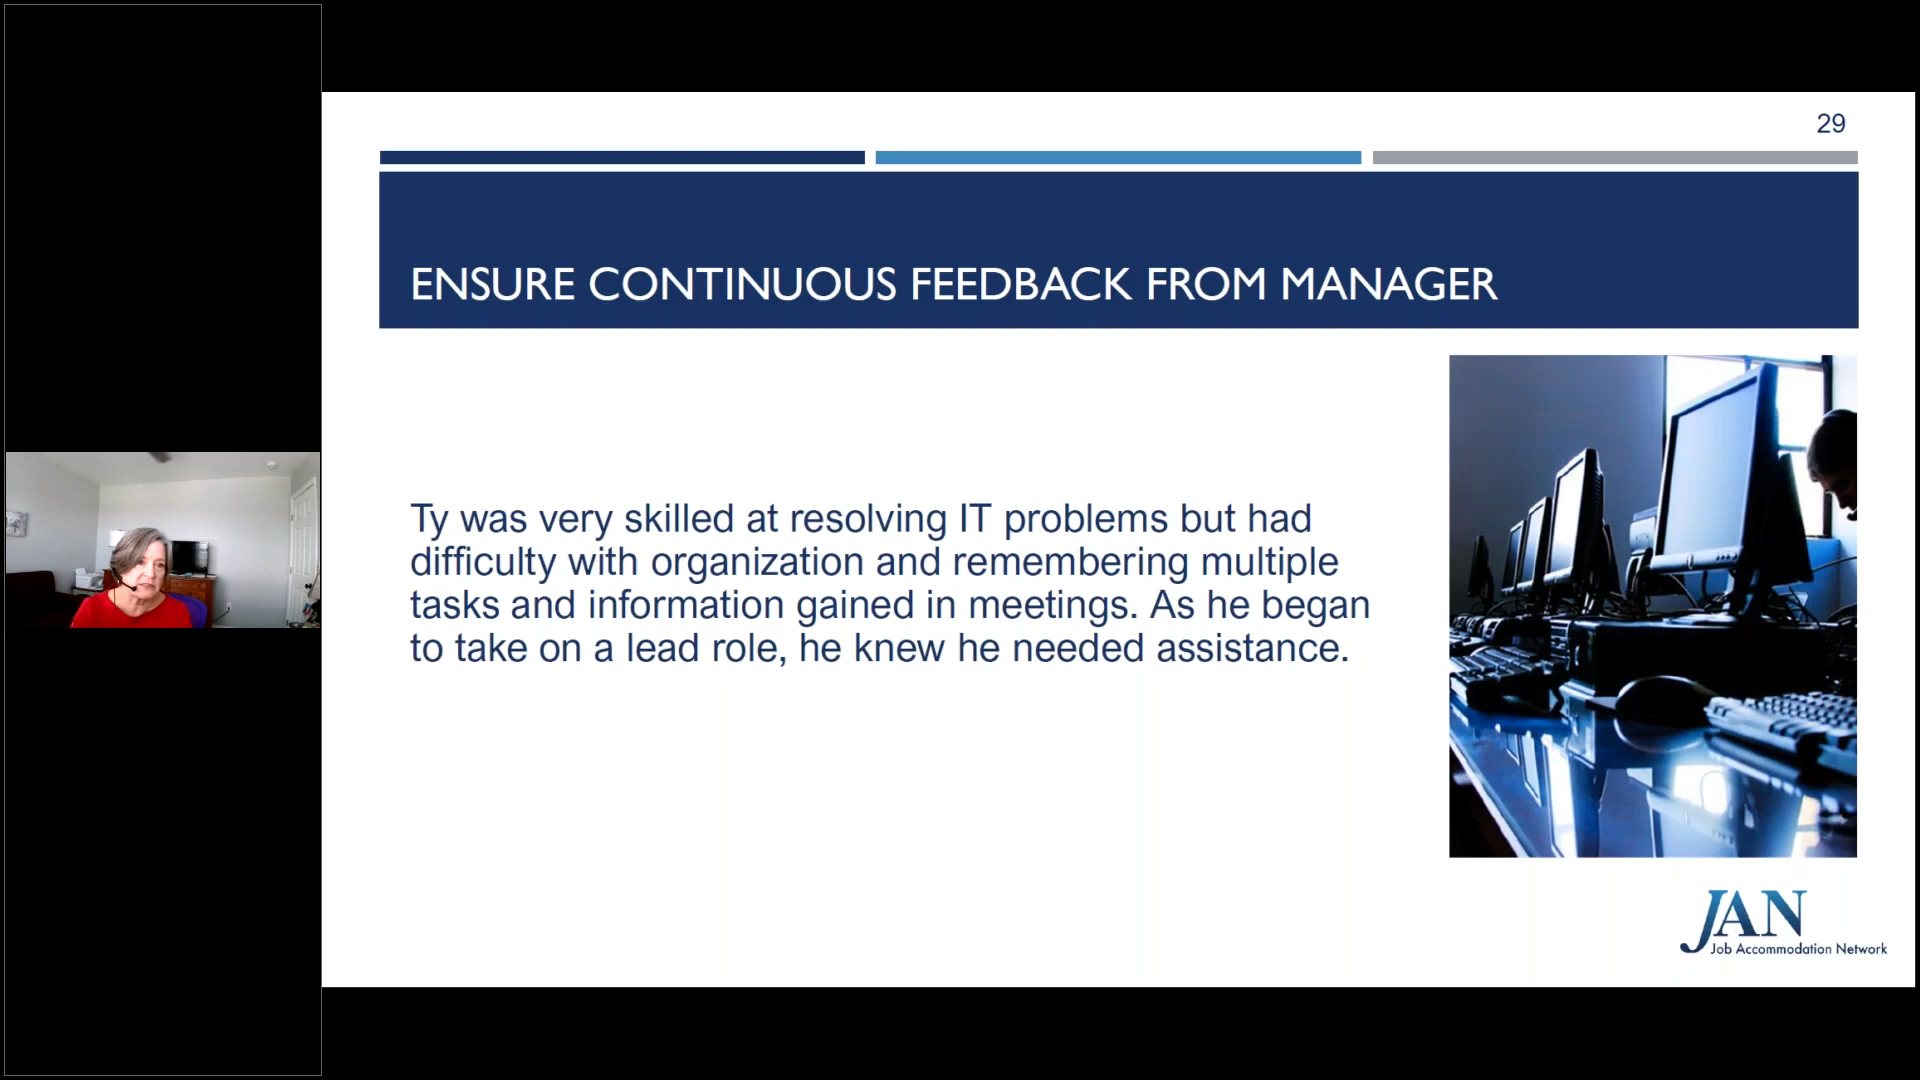 29
ENSURE CONTINUOUS FEEDBACK FROM MANAGER
Ty was very skilled at resolving IT problems but had
difficulty with organization and remembering multiple
tasks and information gained in meetings. As he began
to take on a lead role, he knew he needed assistance.
JAN
Job Accommodation Network